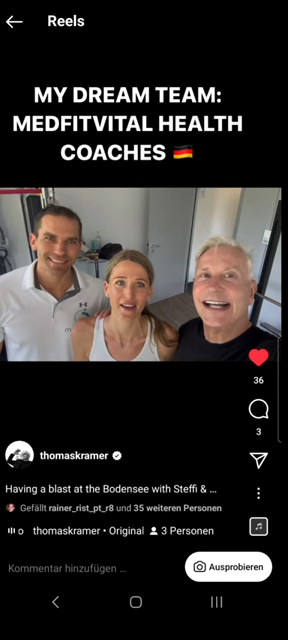 Reels
MY DREAM TEAM:
MEDFITVITAL HEALTH
COACHES 🇩🇪
36
3
thomaskramer
Having a blast at the Bodensee with Steffi & ...
Gefällt rainer_rist_pt_r8 und 35 weiteren Personen
thomaskramer • Original
3 Personen
Kommentar hinzufügen ...
Ausprobieren